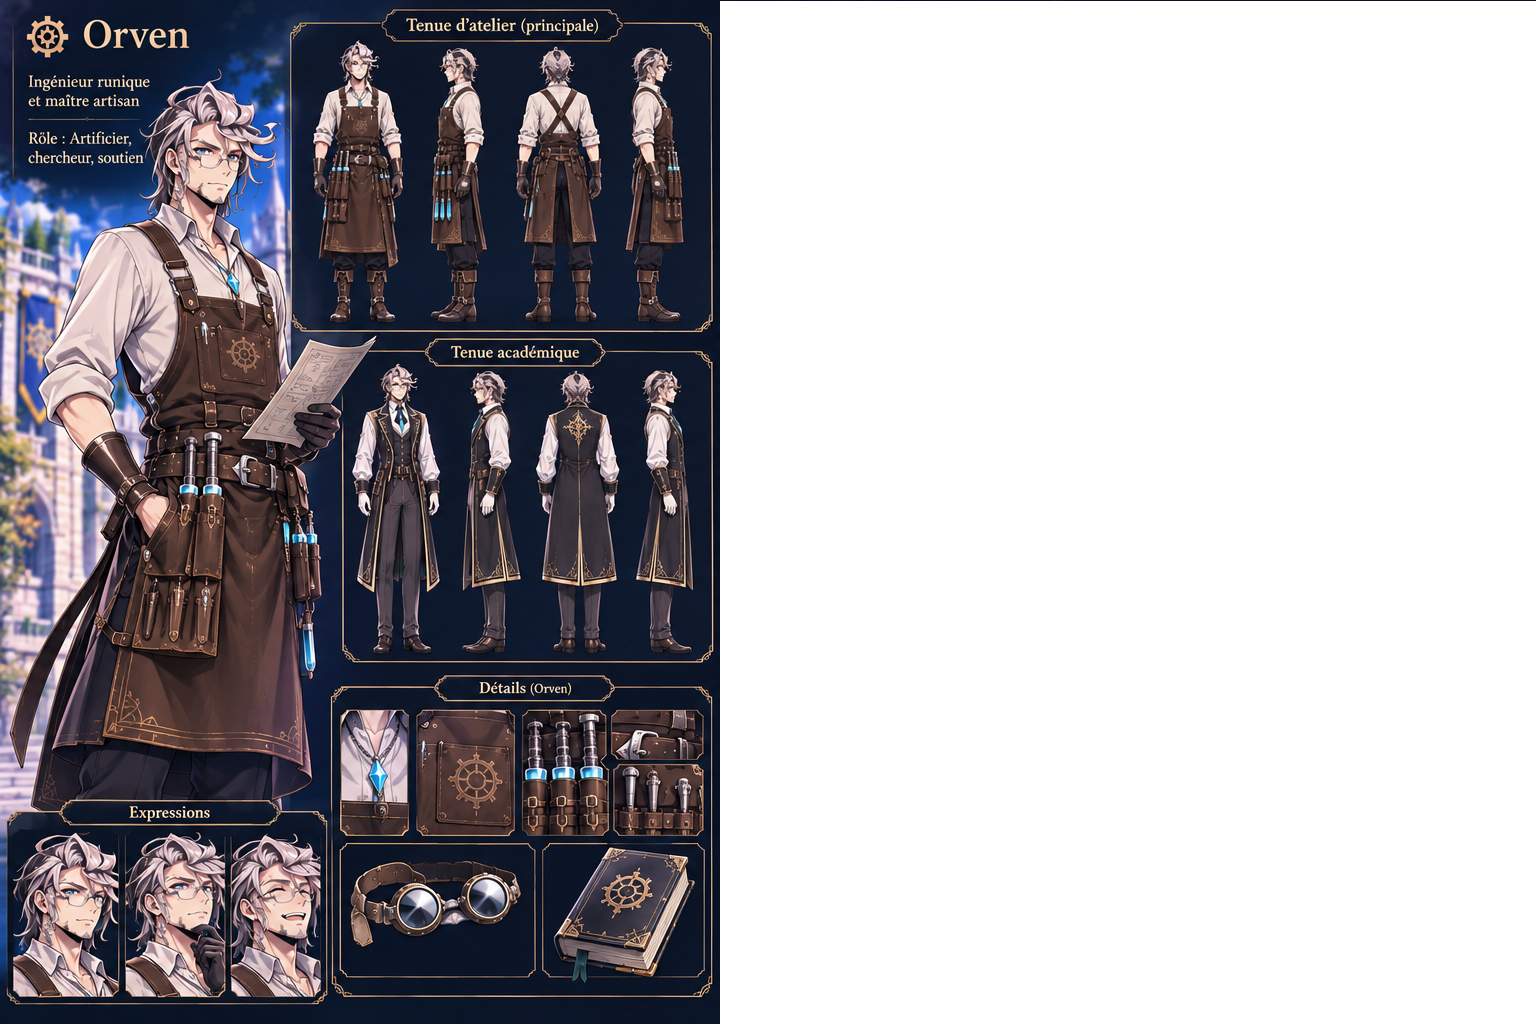 Orven
Ingénieur runique
et maître artisan
Rôle : Artificier,
chercheur, soutien
Tenue d'atelier (principale)
Tenue académique
Détails (Orven)
Expressions